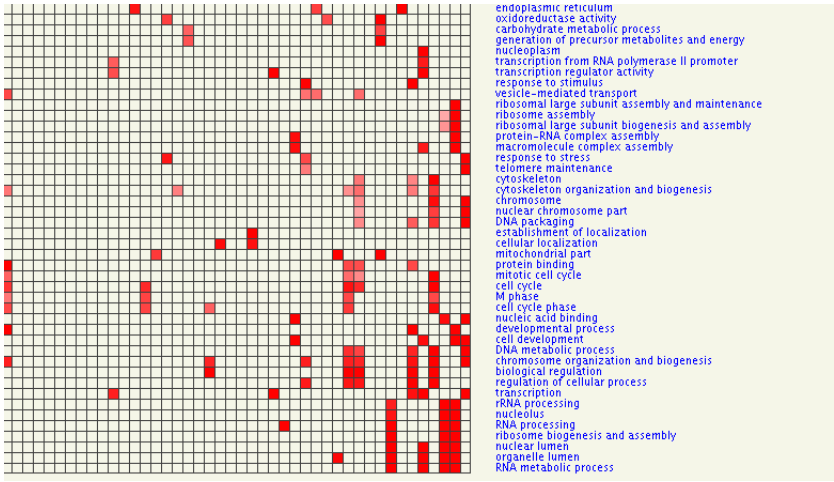 endoplasmic reticulum
oxidoreductase activity
carbohydrate metabolic process
generation of precursor metabolites and energy
nucleoplasm
transcription from RNA polymerase II promoter
transcription regulator activity
response to stimulus
vesicle-mediated transport
ribosomal large subunit assembly and maintenance
ribosome assembly
ribosomal large subunit biogenesis and assembly
protein-RNA complex assembly
macromolecule complex assembly
response to stress
telomere maintenance
cytoskeleton
cytoskeleton organization and biogenesis
chromosome
nuclear chromosome part
DNA packaging
establishment of localization
cellular localization
mitochondrial part
protein binding
mitotic cell cycle
cell cycle
M phase
cell cycle phase
nucleic acid binding
developmental process
cell development
DNA metabolic process
chromosome organization and biogenesis
biological regulation
regulation of cellular process
transcription
rRNA processing
nucleolus
RNA processing
ribosome biogenesis and assembly
nuclear lumen
organelle lumen
RNA metabolic process